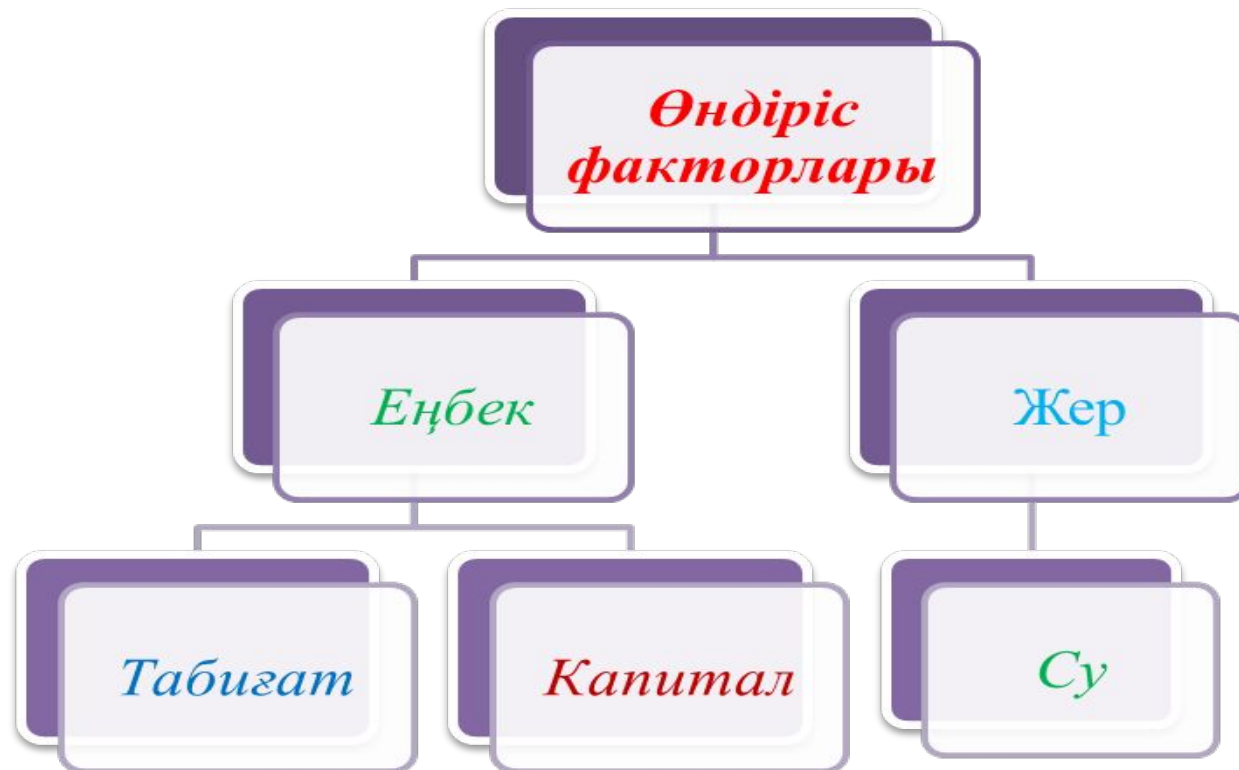 Өндіріс
факторлары
Еңбек
Жер
Табиғат
Капитал
Су